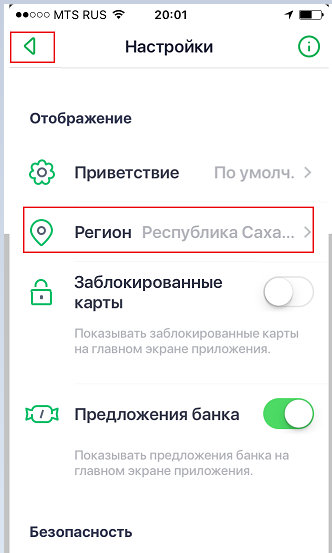 MTS RUS 20:01
Настройки
Отображение
Приветствие По умолч.
Регион Республика Саха...
Заблокированные
карты
Показывать заблокированные карты
на главном экране приложения.
Предложения банка
Показывать предложения банка на
главном экране приложения.
Безопасность